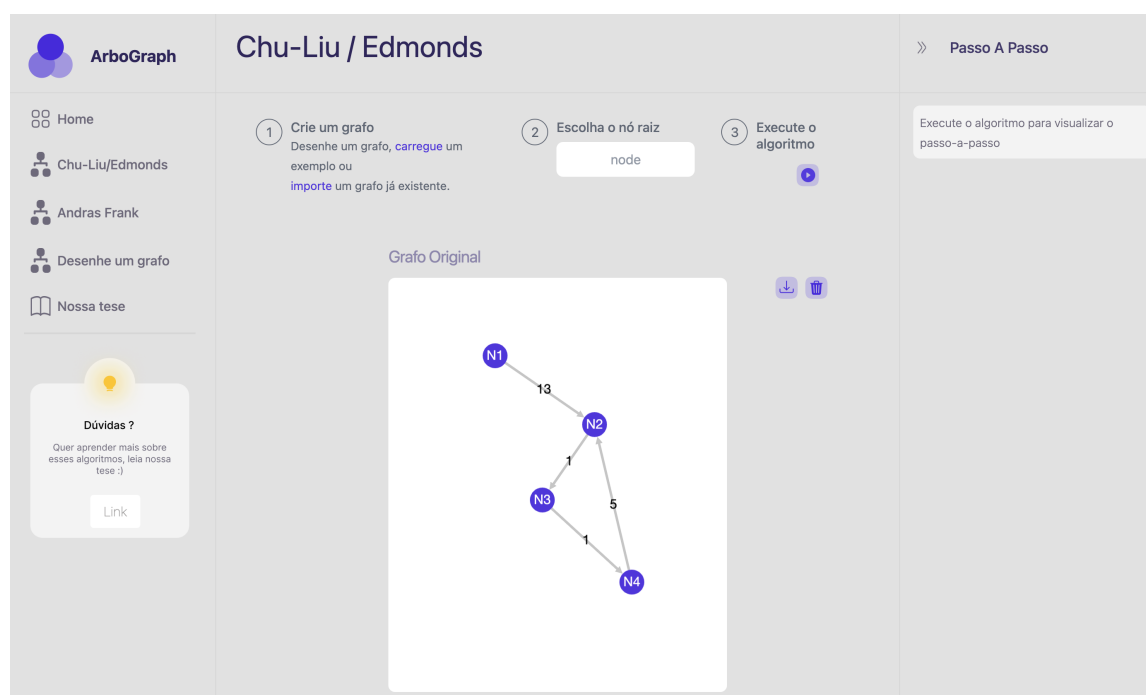 ArboGraph
Home
Chu-Liu/Edmonds
Andras Frank
Desenhe um grafo
Nossa tese
Dúvidas ?
Quer aprender mais sobre
esses algoritmos, leia nossa
tese :)
Link
Chu-Liu / Edmonds
1
Crie um grafo
Desenhe um grafo, carregue um
exemplo ou
importe um grafo já existente.
2
Escolha o nó raiz
node
3
Execute o
algoritmo
Grafo Original
N1
13
N2
1
N3
5
1
N4
Passo A Passo
Execute o algoritmo para visualizar o
passo-a-passo